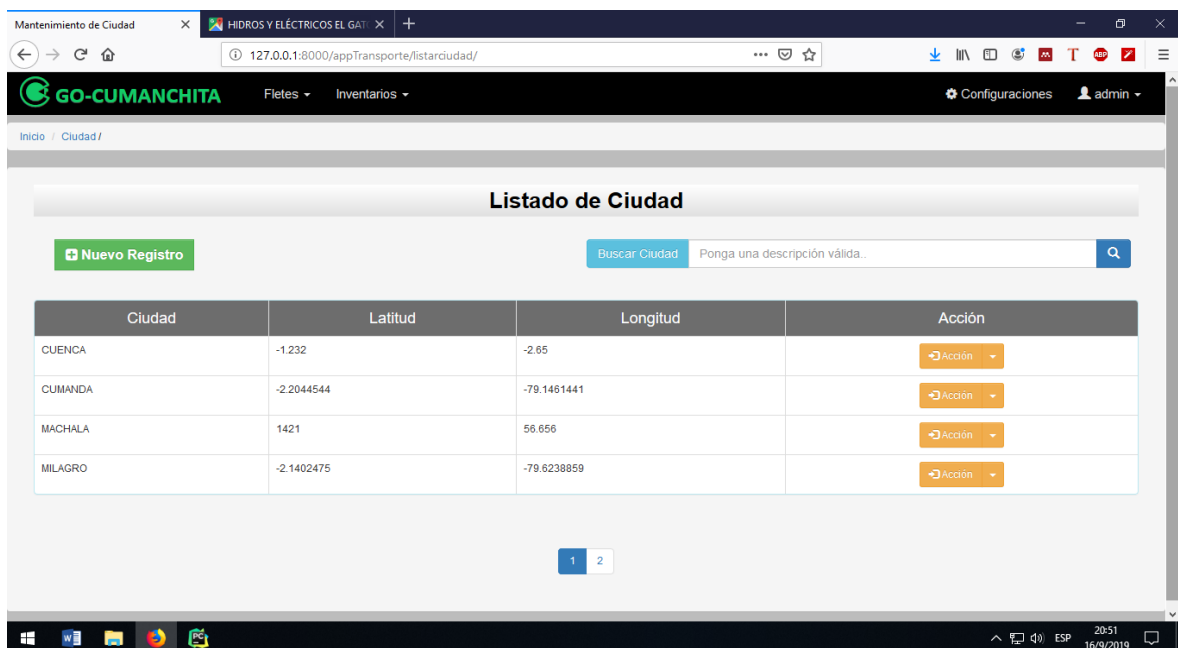 Mantenimiento de Ciudad HIDROS Y ELÉCTRICOS EL GAT
127.0.0.1:8000/appTransporte/listarciudad/
GO-CUMANCHITA Fletes Inventarios Configuraciones admin
Inicio / Ciudad /
Listado de Ciudad
Nuevo Registro Buscar Ciudad Ponga una descripción válida..
Ciudad Latitud Longitud Acción
CUENCA -1.232 -2.65 Acción
CUMANDA -2.2044544 -79.1461441 Acción
MACHALA 1421 56.656 Acción
MILAGRO -2.1402475 -79.6238859 Acción
1 2
ESP 20:51
16/9/2019